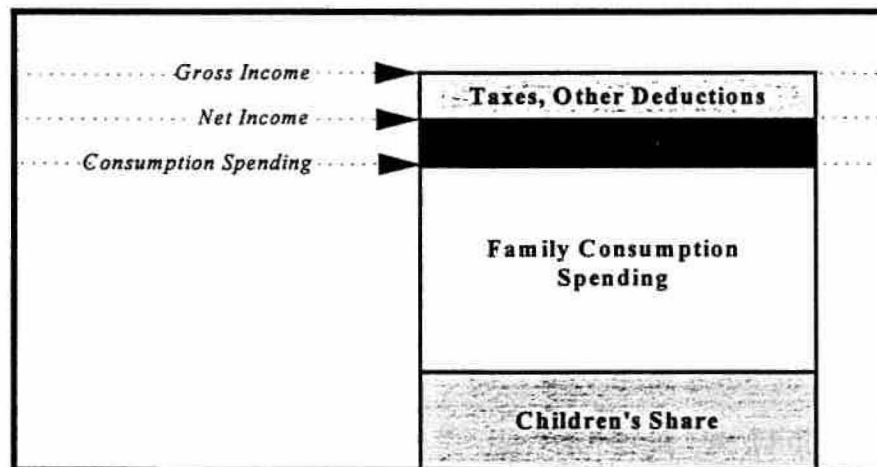 Gross Income
Taxes, Other Deductions
Net Income
Consumption Spending
Family Consumption
Spending
Children's Share